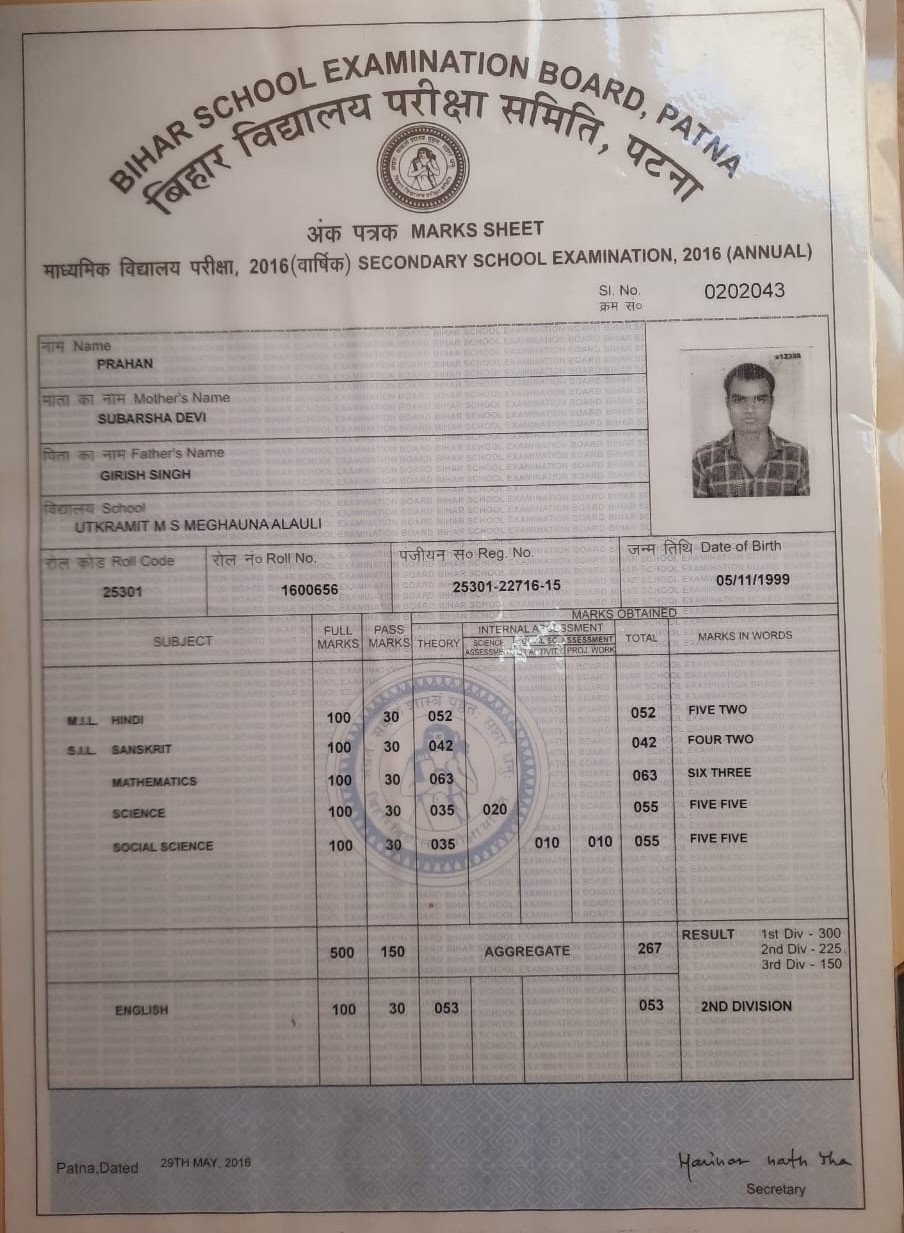 BIHAR SCHOOL EXAMINATION BOARD, PATNA
बिहार विद्यालय परीक्षा समिति, पटना
अंक पत्रक MARKS SHEET
माध्यमिक विद्यालय परीक्षा, 2016(वार्षिक) SECONDARY SCHOOL EXAMINATION, 2016 (ANNUAL)
Sl. No. 0202043
क्रम सं०
नाम Name
PRAHAN
माता का नाम Mother's Name
SUBARSHA DEVI
पिता का नाम Father's Name
GIRISH SINGH
विद्यालय School
UTKRAMIT M S MEGHAUNA ALAULI
रोल कोड Roll Code रोल नं० Roll No. पंजीयन सं० Reg. No. जन्म तिथि Date of Birth
25301 1600656 25301-22716-15 05/11/1999
MARKS OBTAINED
SUBJECT FULL MARKS PASS MARKS THEORY INTERNAL ASSESSMENT TOTAL MARKS IN WORDS
SCIENCE ASSESSMENT ACTIVITY PROJ. WORK
M.I.L. HINDI 100 30 052 052 FIVE TWO
S.I.L. SANSKRIT 100 30 042 042 FOUR TWO
MATHEMATICS 100 30 063 063 SIX THREE
SCIENCE 100 30 035 020 055 FIVE FIVE
SOCIAL SCIENCE 100 30 035 010 010 055 FIVE FIVE
500 150 AGGREGATE 267 RESULT 1st Div - 300
2nd Div - 225
3rd Div - 150
ENGLISH 100 30 053 053 2ND DIVISION
Patna,Dated 29TH MAY, 2016
Secretary